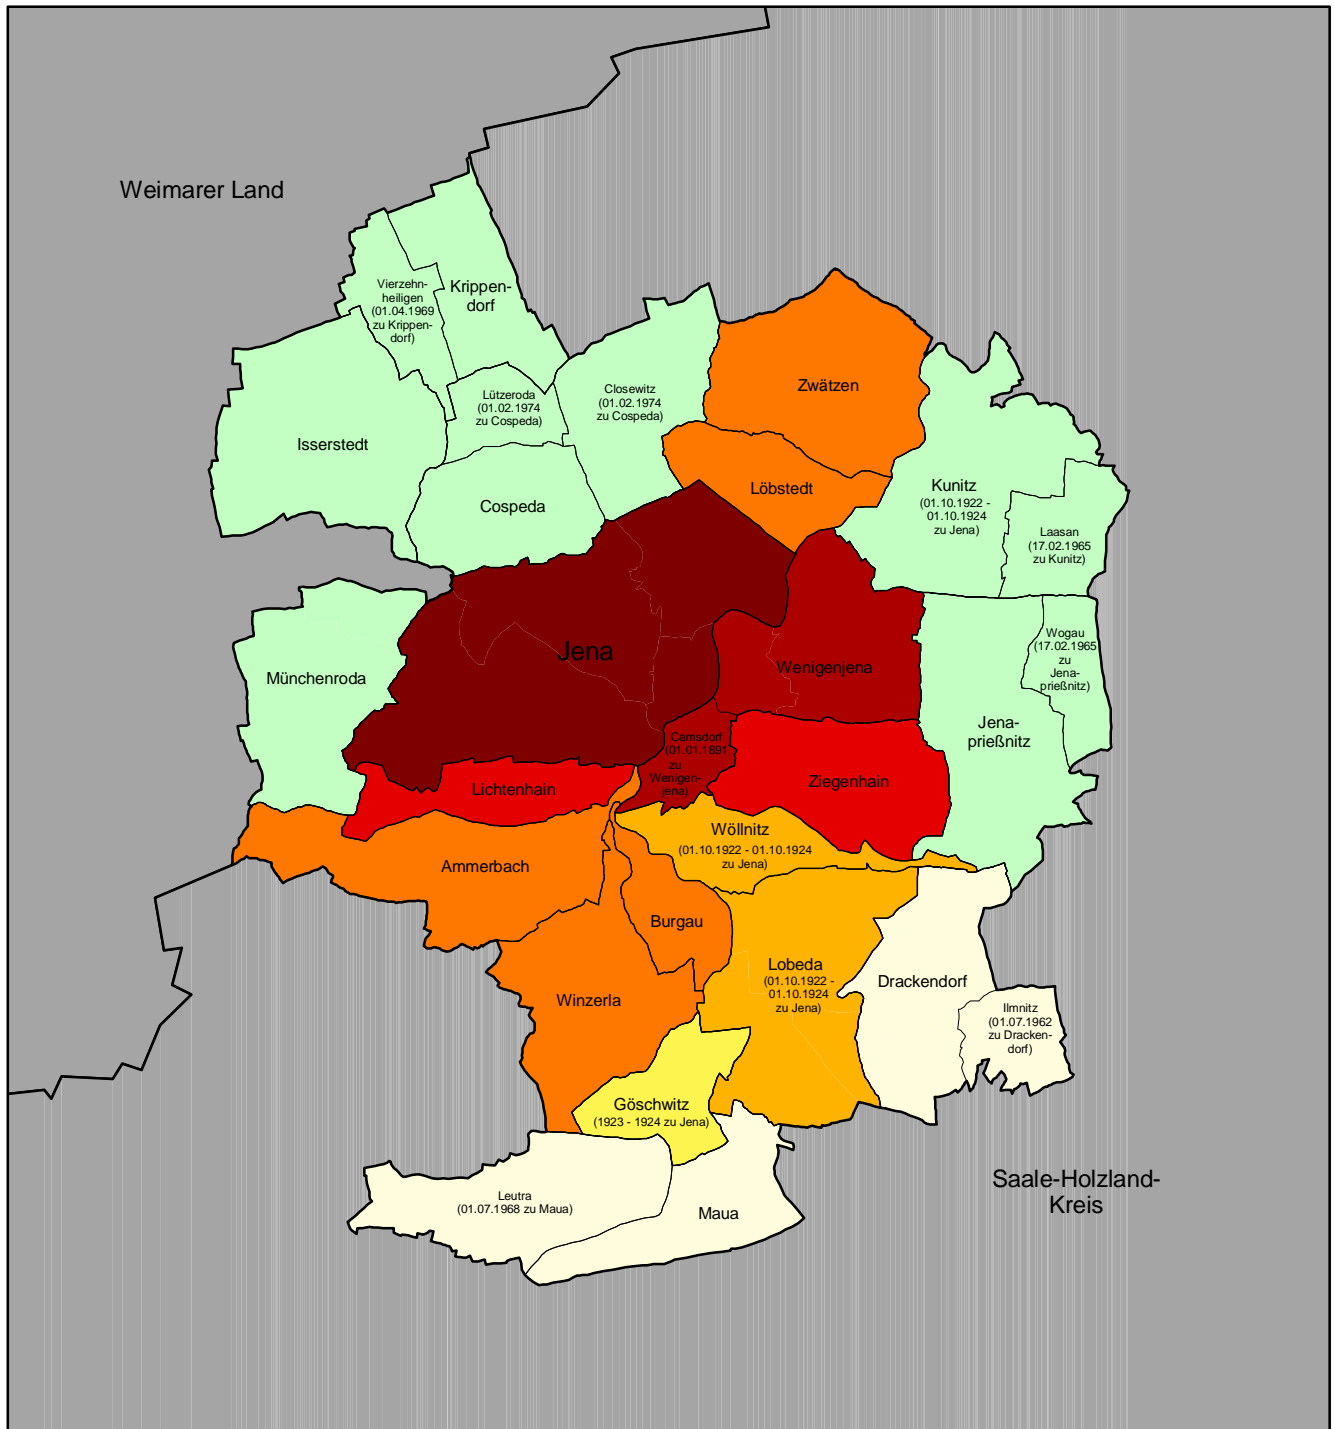 Weimarer Land
Vierzehn-
heiligen
(01.04.1969
zu Krippen-
dorf)
Krippen-
dorf
Zwätzen
Lützeroda
(01.02.1974
zu Cospeda)
Closewitz
(01.02.1974
zu Cospeda)
Isserstedt
Cospeda
Löbstedt
Kunitz
(01.10.1922 -
01.10.1924
zu Jena)
Laasan
(17.02.1965
zu Kunitz)
Jena
Wenigenjena
Wogau
(17.02.1965
zu
Jena-
prießnitz)
Münchenroda
Jena-
prießnitz
Camsdorf
(01.01.1891
zu
Wenigen-
jena)
Lichtenhain
Ziegenhain
Wöllnitz
(01.10.1922 - 01.10.1924
zu Jena)
Ammerbach
Burgau
Lobeda
(01.10.1922 -
01.10.1924
zu Jena)
Drackendorf
Winzerla
Ilmnitz
(01.07.1962
zu Dracken-
dorf)
Göschwitz
(1923 - 1924 zu Jena)
Saale-Holzland-
Kreis
Leutra
(01.07.1968 zu Maua)
Maua